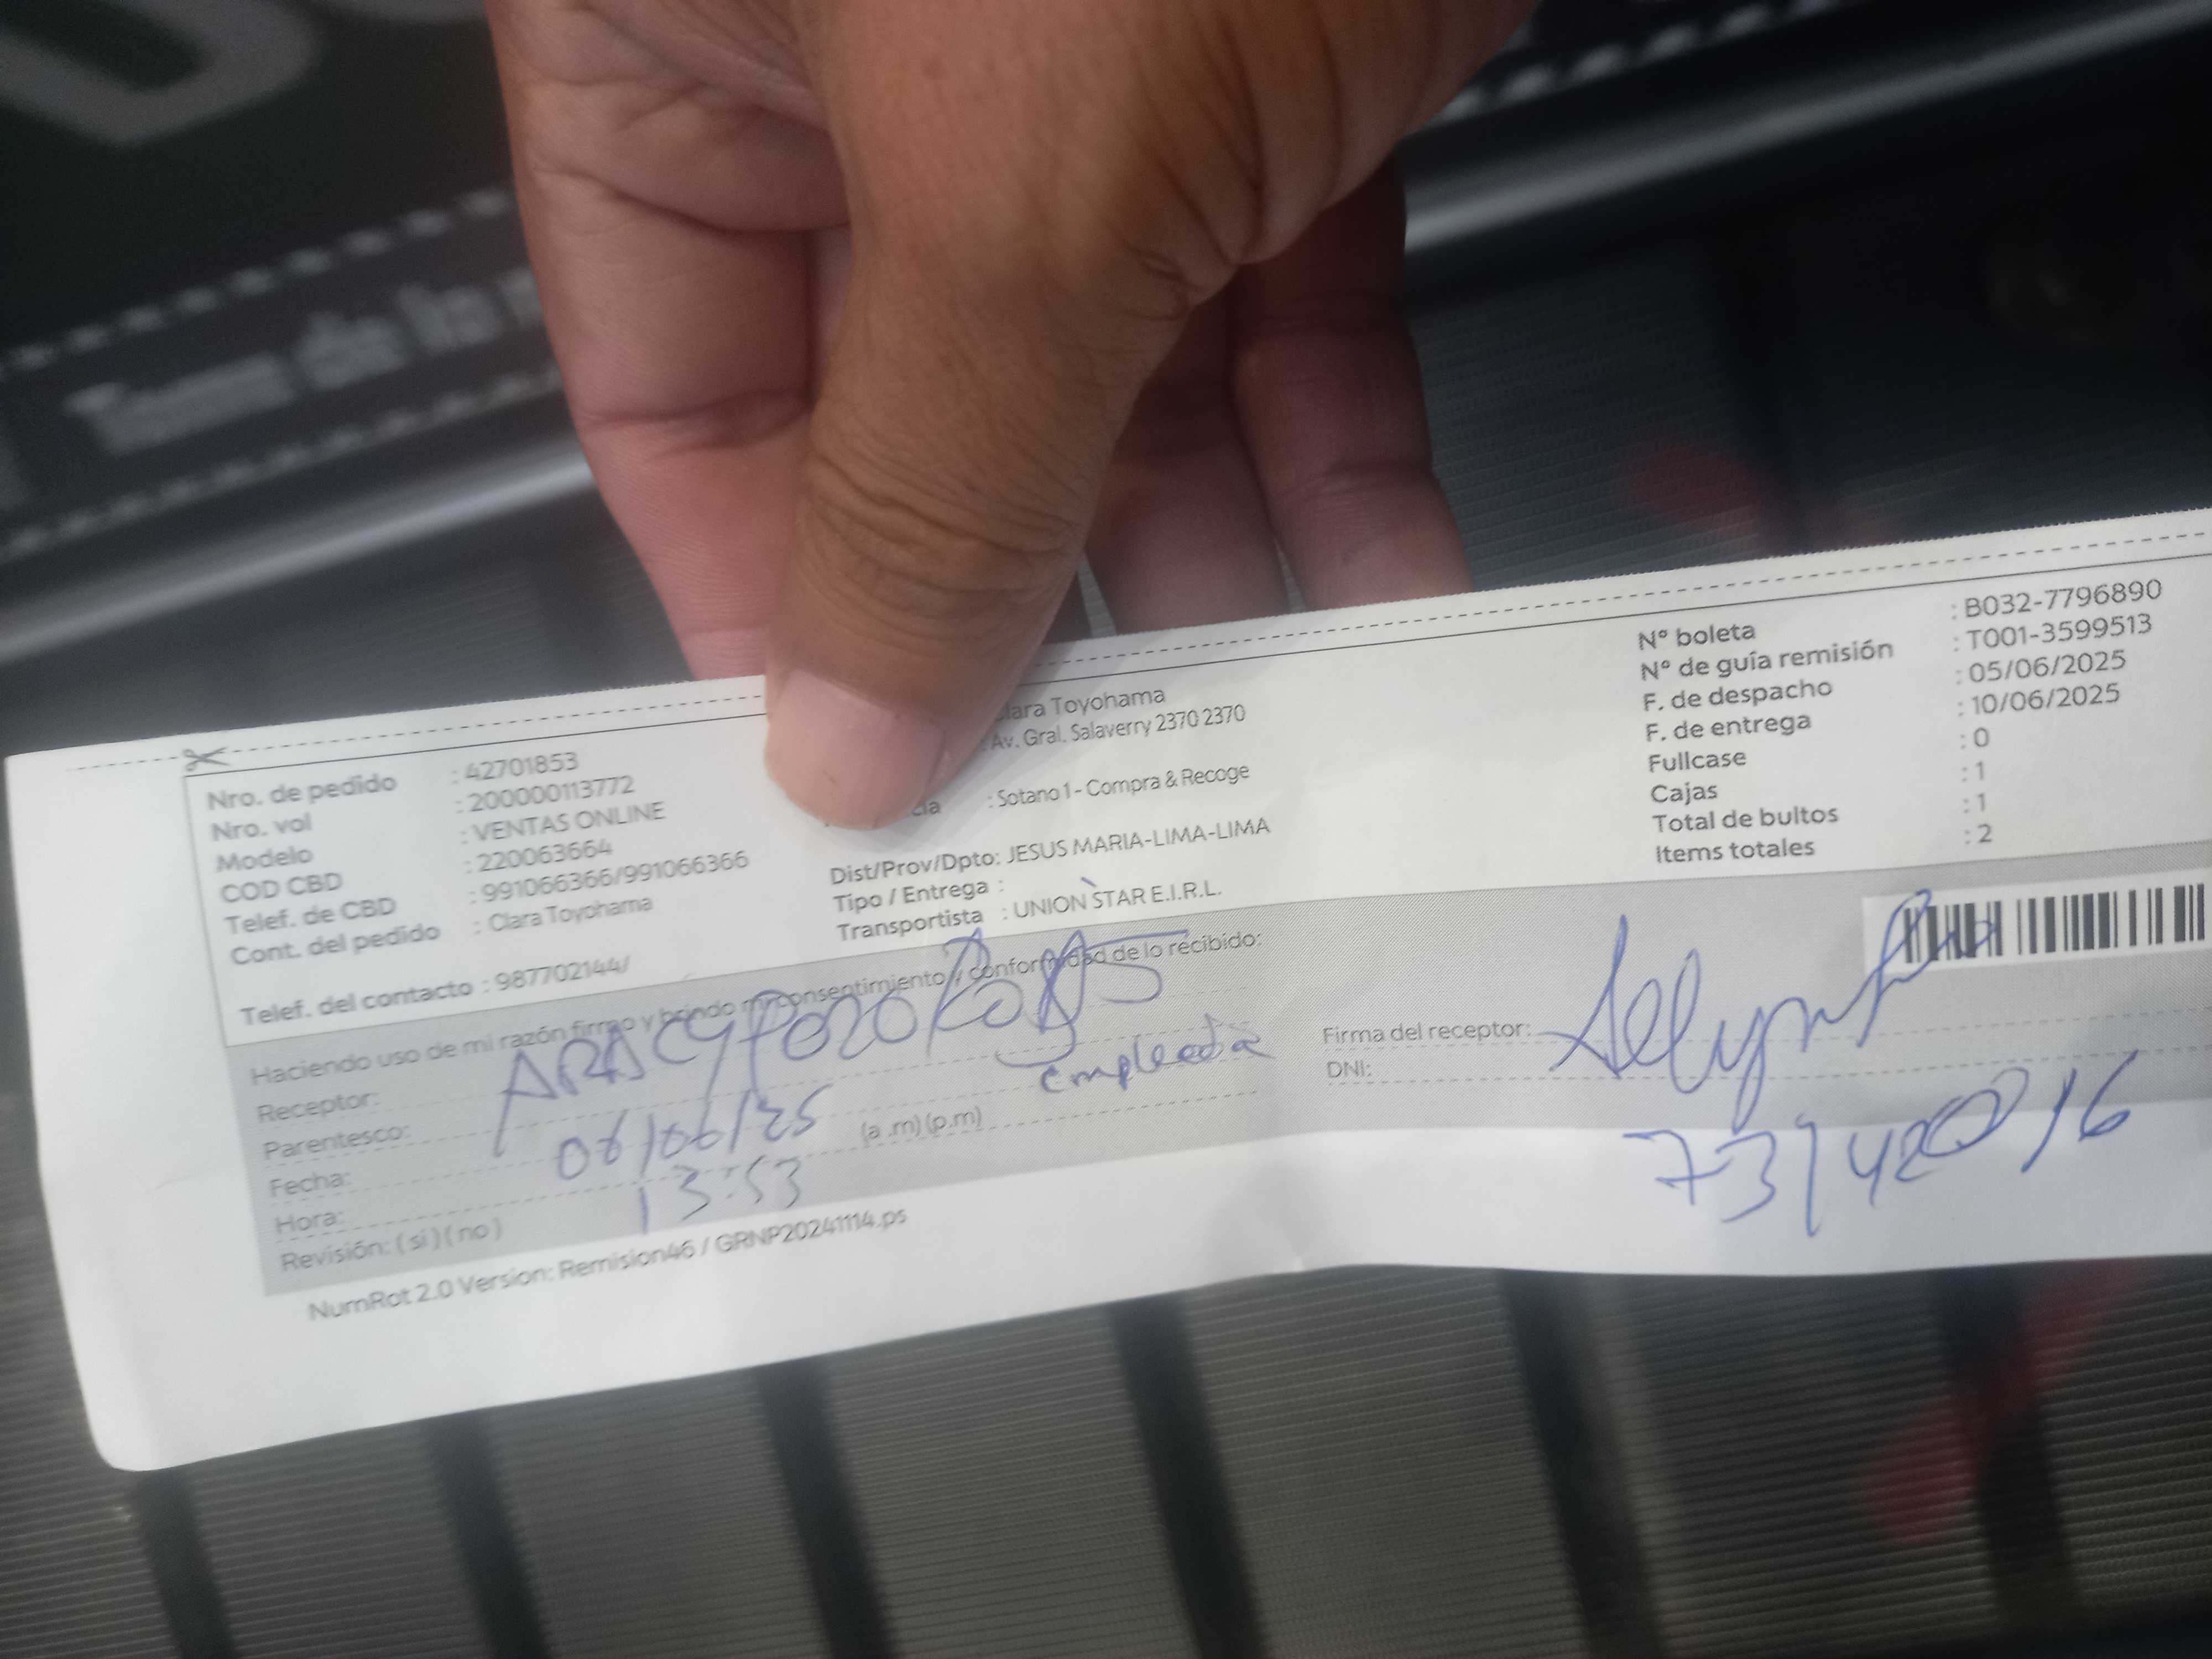 Nro. de pedido : 42701853
Nro. vol : 200000113772
Modelo : VENTAS ONLINE
COD CBD : 220063664
Telef. de CBD : 991066366/991066366
Cont. del pedido : Clara Toyohama
Telef. del contacto : 987702144/
Clara Toyohama
: Av. Gral. Salaverry 2370 2370
cia : Sotano 1 - Compra & Recoge
Dist/Prov/Dpto: JESUS MARIA-LIMA-LIMA
Tipo / Entrega :
Transportista : UNION STAR E.I.R.L.
N° boleta : B032-7796890
N° de guía remisión : T001-3599513
F. de despacho : 05/06/2025
F. de entrega : 10/06/2025
Fullcase : 0
Cajas : 1
Total de bultos : 1
Items totales : 2
Haciendo uso de mi razón firmo y brindo mi consentimiento y conformidad de lo recibido:
Receptor: ARACY POZO
Parentesco: empleada
Fecha: 06/06/25
Hora: 13:53 (a .m) (p.m)
Revisión: ( si ) ( no )
Firma del receptor:
DNI: 73142016
NumRot 2.0 Version: Remision46 / GRNP20241114.ps